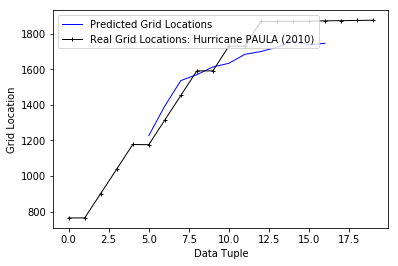 Predicted Grid Locations
Real Grid Locations: Hurricane PAULA (2010)
1800
1600
1400
1200
1000
800
Grid Location
0.0 2.5 5.0 7.5 10.0 12.5 15.0 17.5
Data Tuple